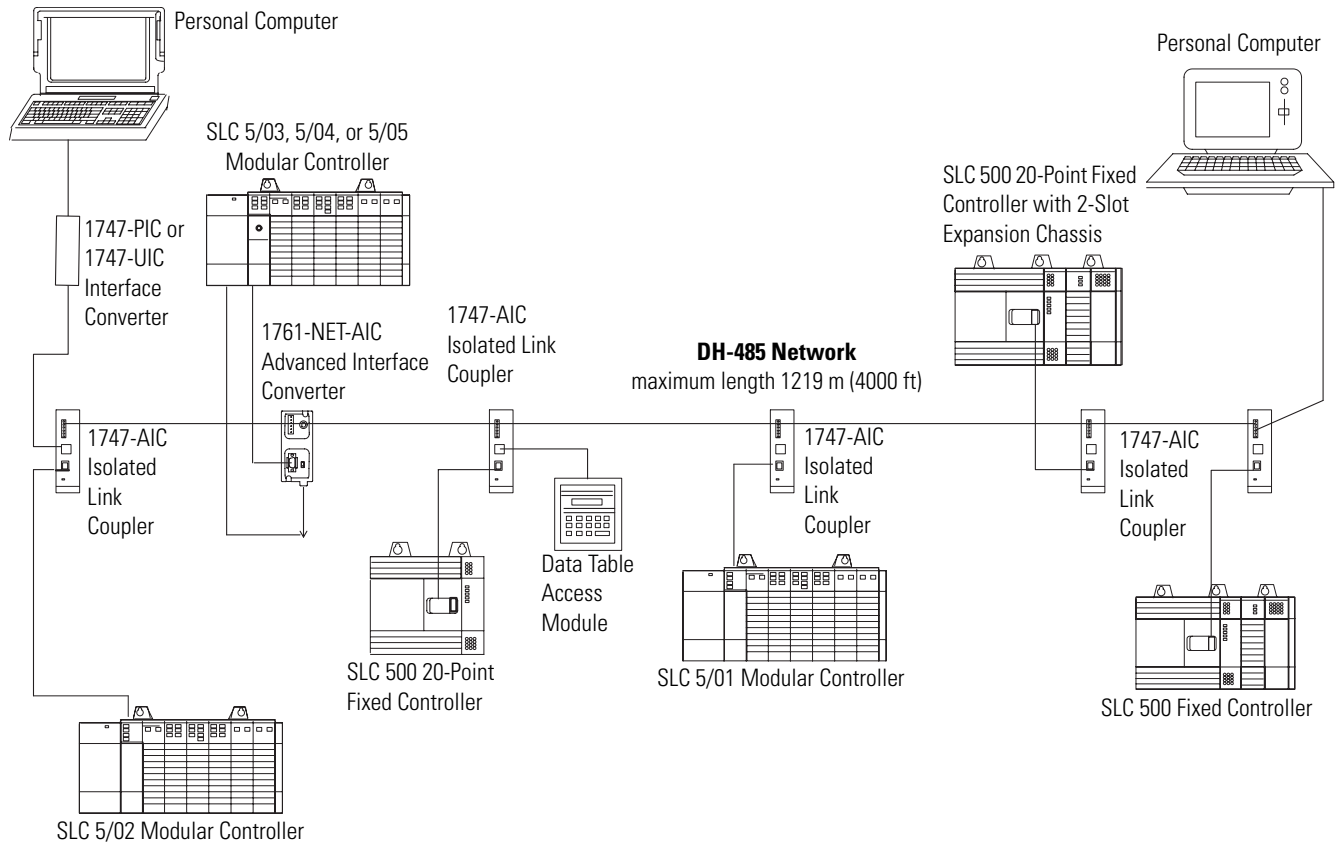 Personal Computer
Personal Computer
SLC 5/03, 5/04, or 5/05
Modular Controller
SLC 500 20-Point Fixed
Controller with 2-Slot
Expansion Chassis
1747-PIC or
1747-UIC
Interface
Converter
1761-NET-AIC
Advanced Interface
Converter
1747-AIC
Isolated Link
Coupler
DH-485 Network
maximum length 1219 m (4000 ft)
1747-AIC
Isolated
Link
Coupler
1747-AIC
Isolated
Link
Coupler
1747-AIC
Isolated
Link
Coupler
Data Table
Access
Module
SLC 500 20-Point
Fixed Controller
SLC 5/01 Modular Controller
SLC 500 Fixed Controller
SLC 5/02 Modular Controller